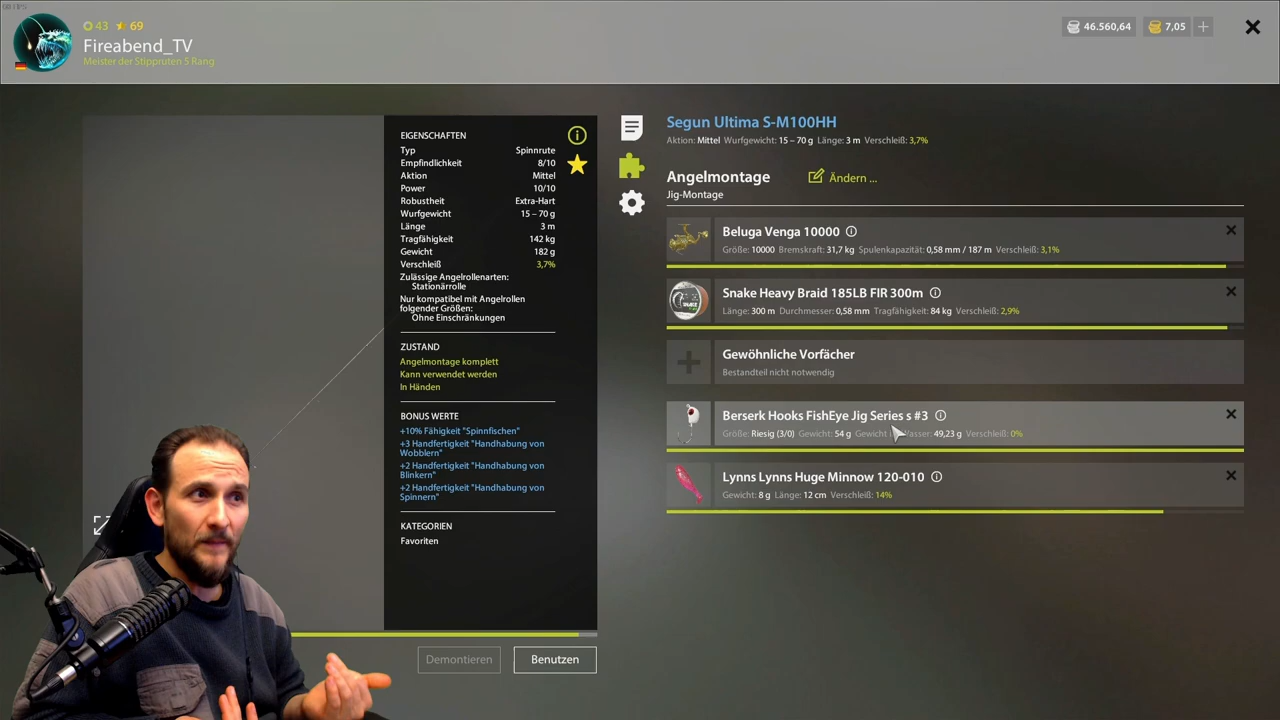 43 69
Fireabend_TV
Meister der Stippruten 5 Rang
46.560,64
7,05
EIGENSCHAFTEN
Typ Spinnrute
Empfindlichkeit 8/10
Aktion Mittel
Power 10/10
Robustheit Extra-Hart
Wurfgewicht 15 – 70 g
Länge 3 m
Tragfähigkeit 142 kg
Gewicht 182 g
Verschleiß 3,7%
Zulässige Angelrollenarten:
Stationärrolle
Nur kompatibel mit Angelrollen
folgender Größen:
Ohne Einschränkungen
ZUSTAND
Angelmontage komplett
Kann verwendet werden
In Händen
BONUS WERTE
+10% Fähigkeit "Spinnfischen"
+3 Handfertigkeit "Handhabung von
Wobblern"
+2 Handfertigkeit "Handhabung von
Blinkern"
+2 Handfertigkeit "Handhabung von
Spinnern"
KATEGORIEN
Favoriten
Demontieren
Benutzen
Segun Ultima S-M100HH
Aktion: Mittel Wurfgewicht: 15 – 70 g Länge: 3 m Verschleiß: 3,7%
Angelmontage
Ändern ...
Jig-Montage
Beluga Venga 10000
Größe: 10000 Bremskraft: 31,7 kg Spulenkapazität: 0,58 mm / 187 m Verschleiß: 3,1%
Snake Heavy Braid 185LB FIR 300m
Länge: 300 m Durchmesser: 0,58 mm Tragfähigkeit: 84 kg Verschleiß: 2,9%
Gewöhnliche Vorfächer
Bestandteil nicht notwendig
Berserk Hooks FishEye Jig Series s #3
Größe: Riesig (3/0) Gewicht: 54 g Gewicht 49,23 g Verschleiß: 0%
Lynns Lynns Huge Minnow 120-010
Gewicht: 8 g Länge: 12 cm Verschleiß: 14%